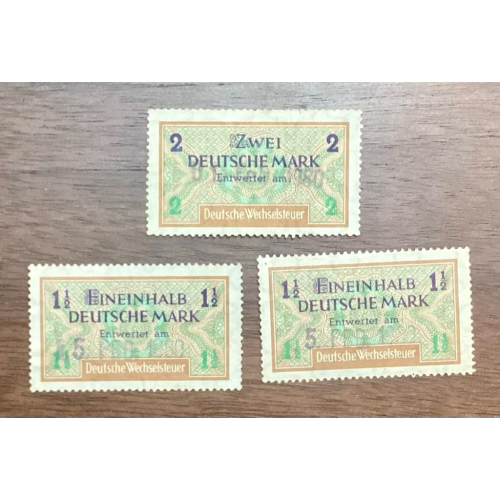 2 ZWEI 2
DEUTSCHE MARK
Entwertet am
2 2
Deutsche Wechselsteuer
1½ EINEINHALB 1½
DEUTSCHE MARK
Entwertet am
5
1½ 1½
Deutsche Wechselsteuer
1½ EINEINHALB 1½
DEUTSCHE MARK
Entwertet am
5
1½ 1½
Deutsche Wechselsteuer